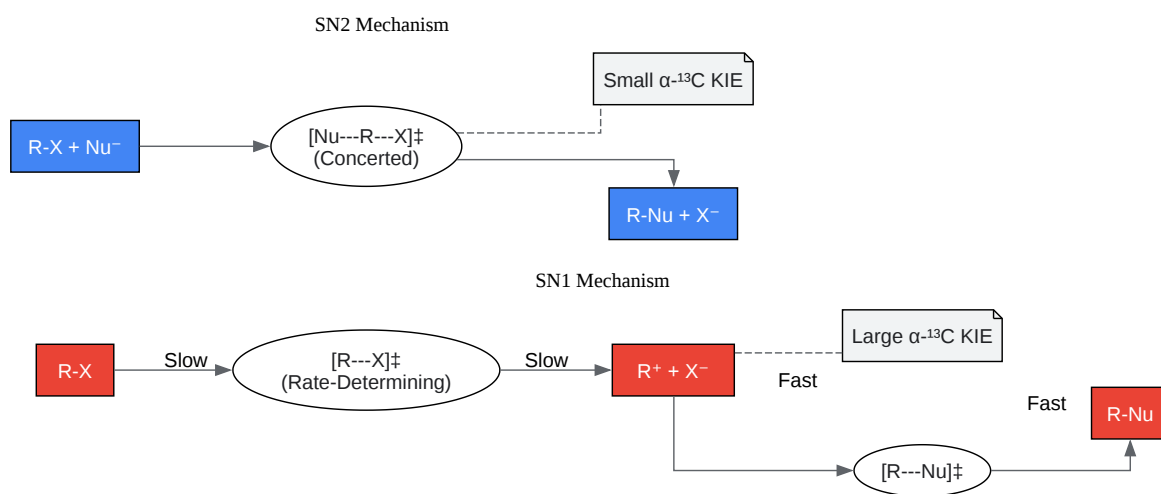 SN2 Mechanism
Small α-¹³C KIE
R-X + Nu⁻
[Nu---R---X]‡
(Concerted)
R-Nu + X⁻
SN1 Mechanism
Large α-¹³C KIE
R-X
Slow
[R---X]‡
(Rate-Determining)
Slow
R⁺ + X⁻
Fast
Fast
R-Nu
[R---Nu]‡